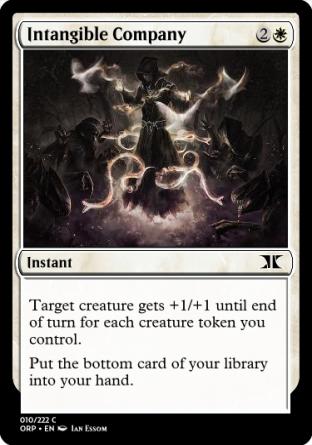 Intangible Company 2
Instant
Target creature gets +1/+1 until end
of turn for each creature token you
control.
Put the bottom card of your library
into your hand.
010/222 C
ORP • EN Ian Essom